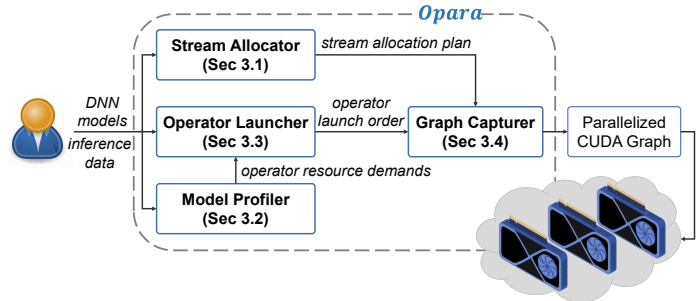 Opara
Stream Allocator
(Sec 3.1)
stream allocation plan
DNN
models
inference
data
Operator Launcher
(Sec 3.3)
operator
launch order
Graph Capturer
(Sec 3.4)
Parallelized
CUDA Graph
operator resource demands
Model Profiler
(Sec 3.2)